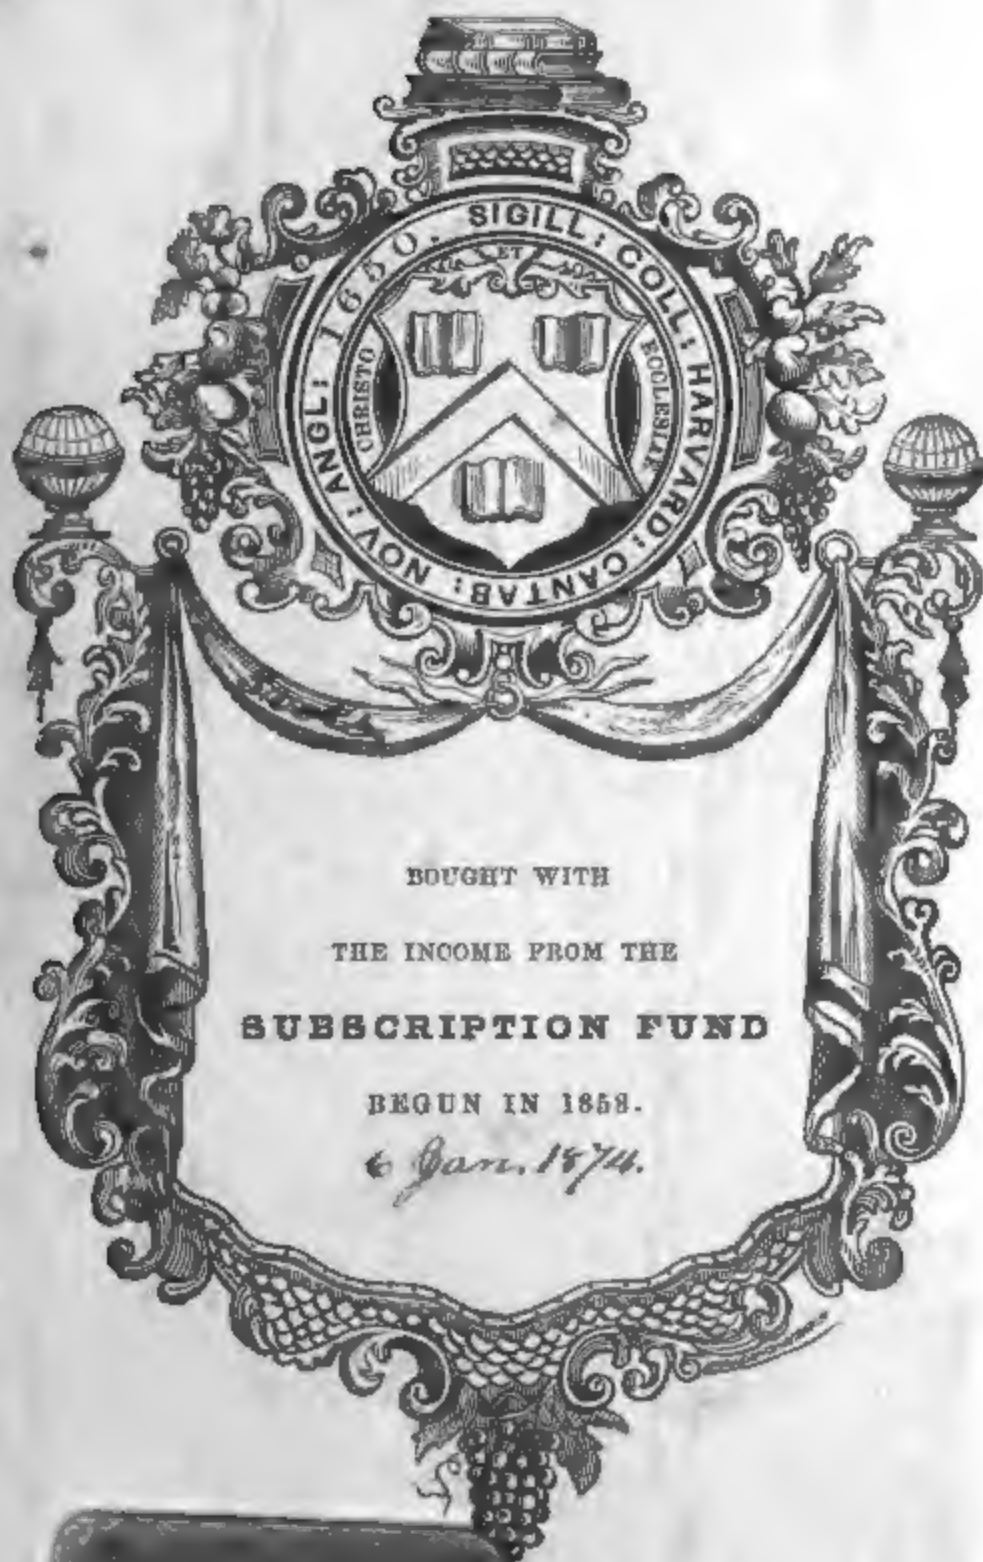 SIGILL: COLL: HARVARD: CANTAB: NOV: ANGL: 1650.
ET
CHRISTO
ECCLESIÆ
BOUGHT WITH
THE INCOME FROM THE
SUBSCRIPTION FUND
BEGUN IN 1858.
6 Jan. 1874.